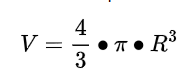 V = 4/3 • π • R³